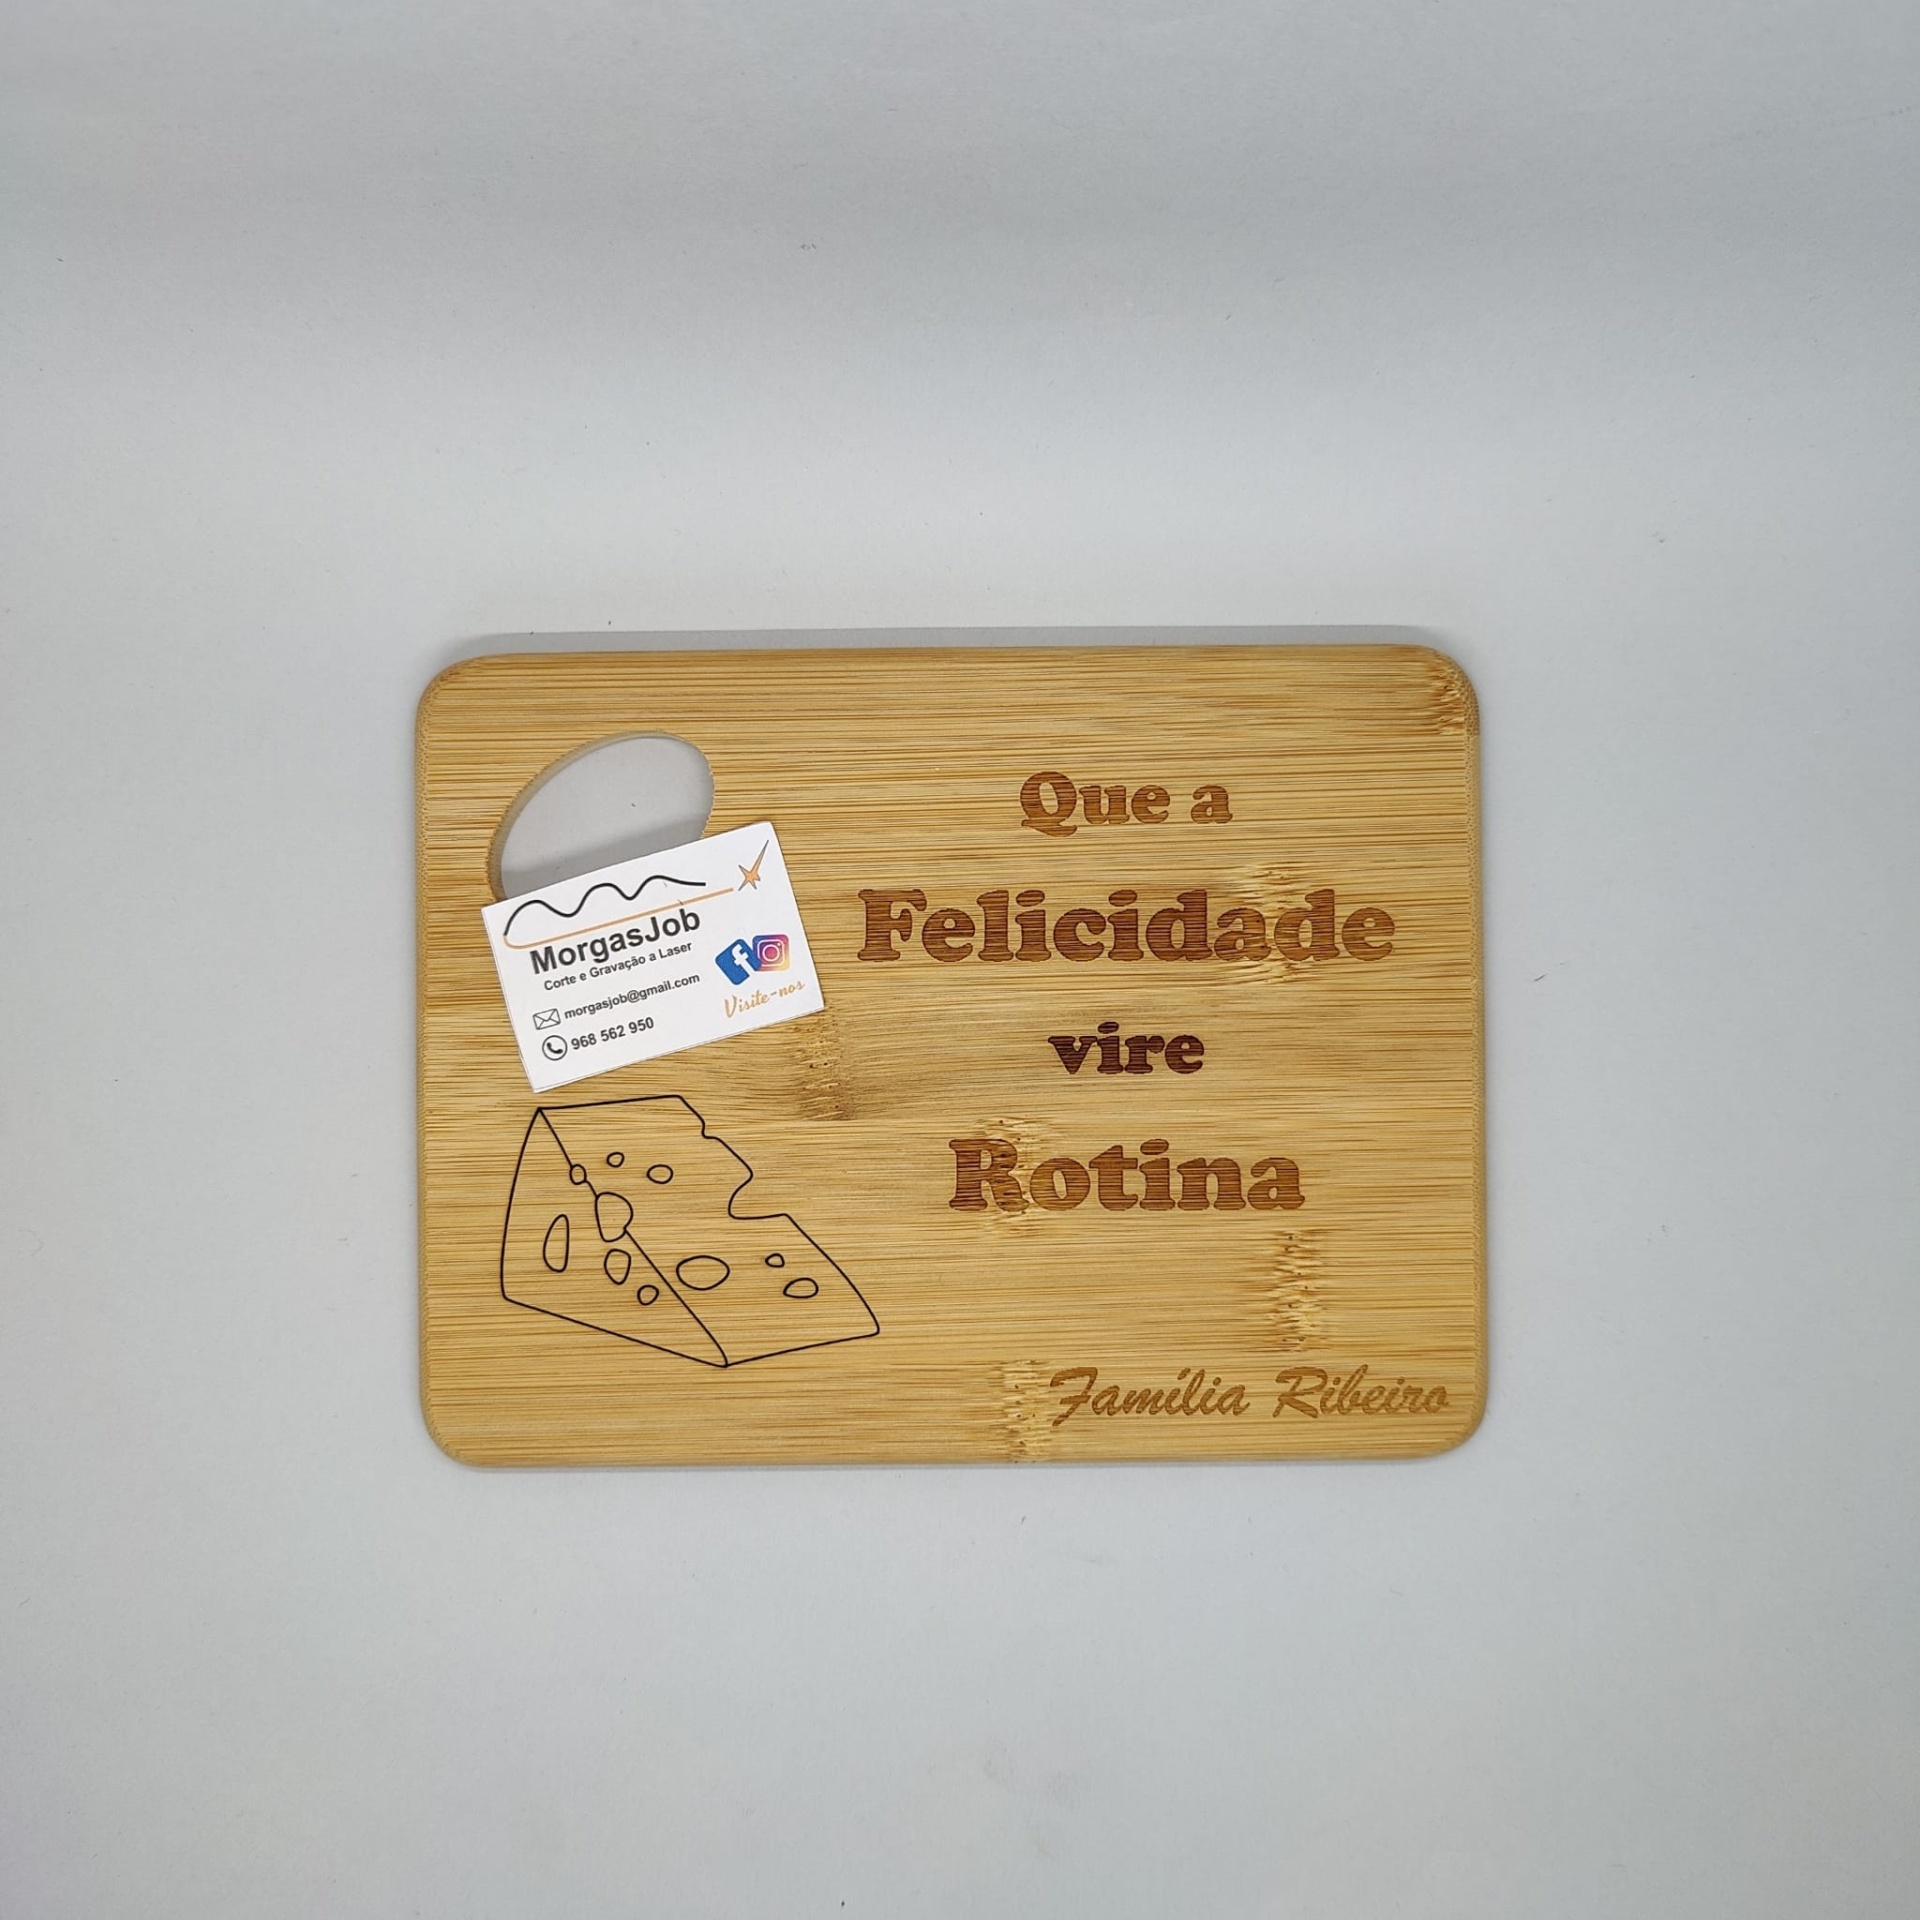 MorgasJob
Corte e Gravação a Laser
morgasjob@gmail.com
968 562 950
Visite-nos
Que a
Felicidade
vire
Rotina
Família Ribeiro